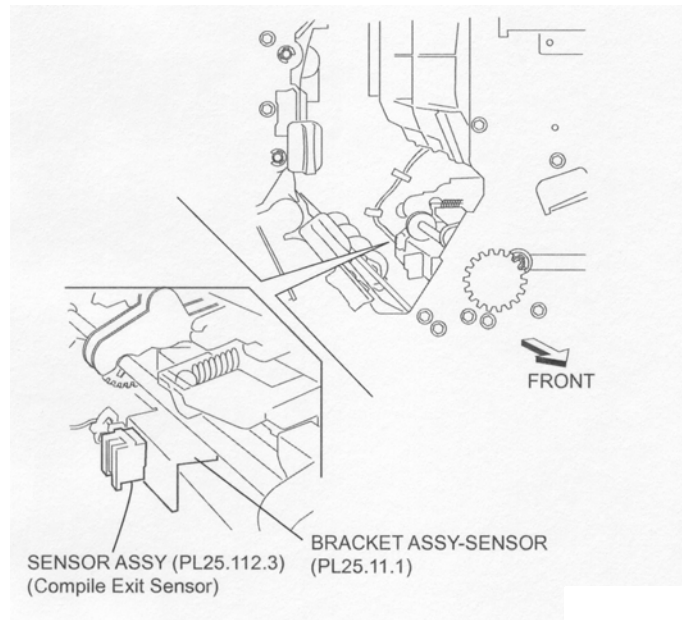 FRONT
BRACKET ASSY-SENSOR
(PL25.11.1)
SENSOR ASSY (PL25.112.3)
(Compile Exit Sensor)